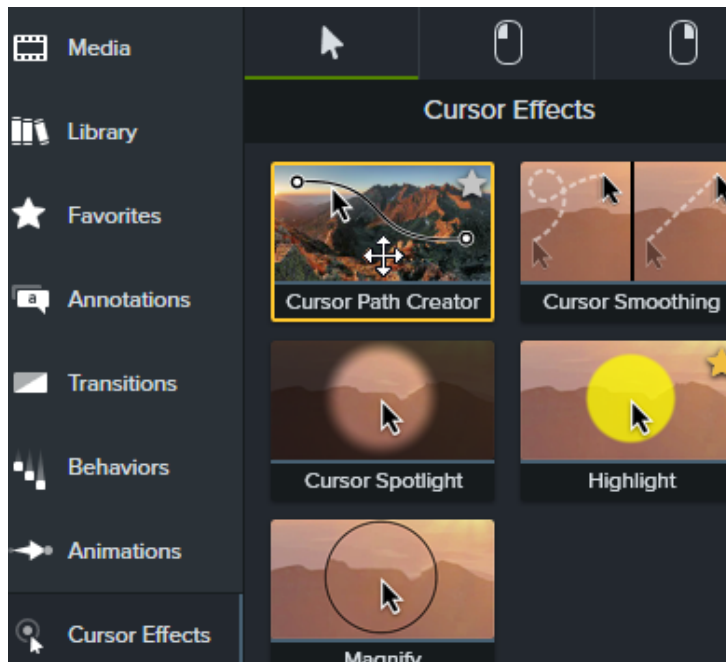 Media
Library
Favorites
a
Annotations
Transitions
Behaviors
Animations
Cursor Effects
Cursor Effects
Cursor Path Creator
Cursor Smoothing
Cursor Spotlight
Highlight
Magnify